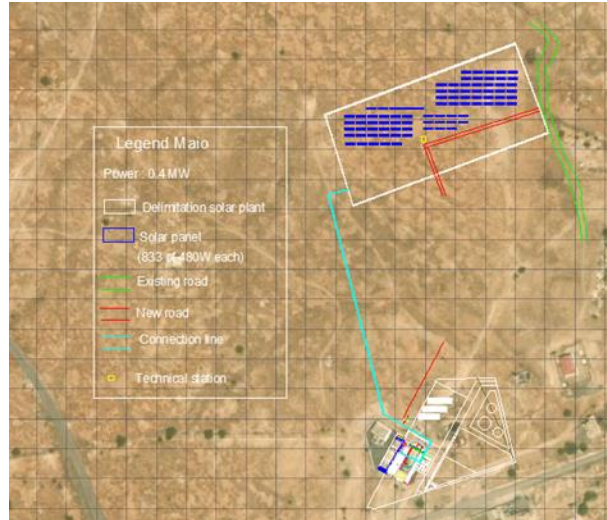 Legend Maio
Power : 0.4 MW
Delimitation solar plant
Solar panel
(833 pf 480W each)
Existing road
New road
Connection line
Technical station